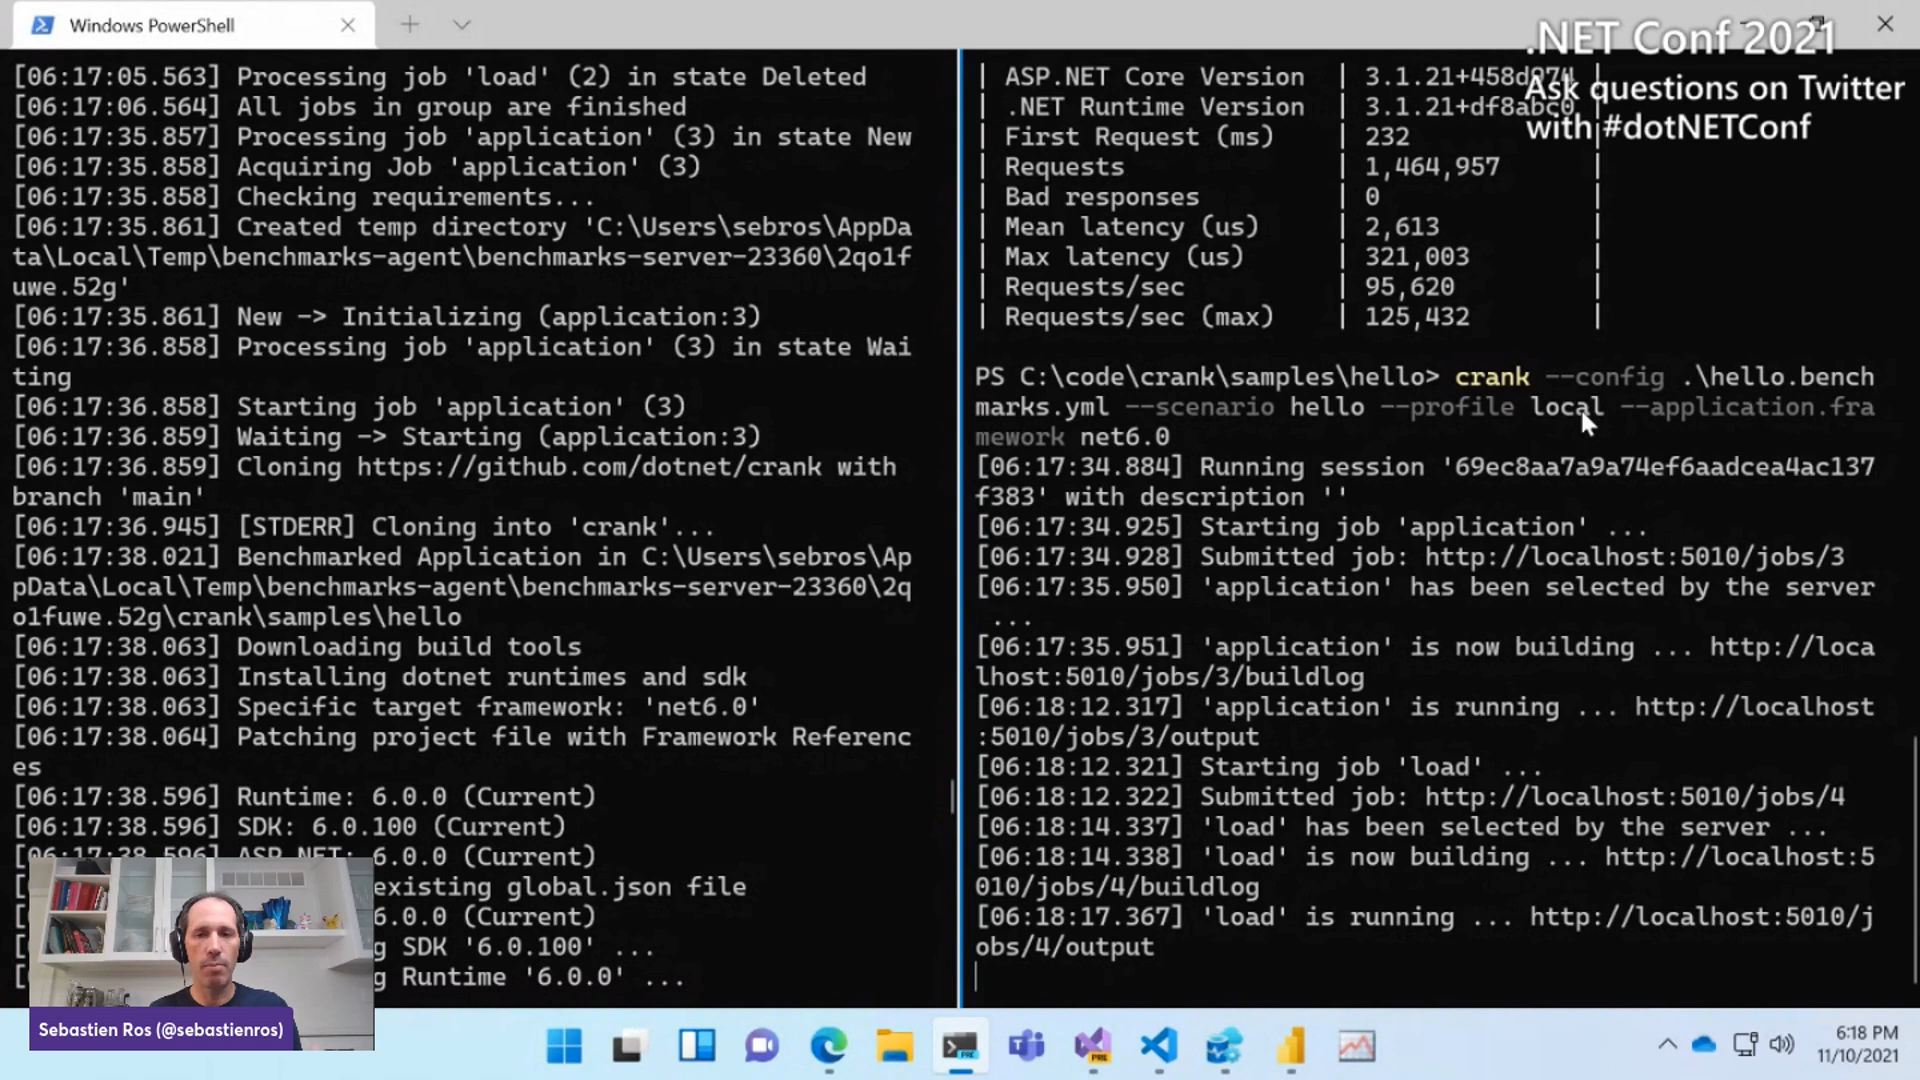 Windows PowerShell
.NET Conf 2021
Ask questions on Twitter
with #dotNETConf
[06:17:05.563] Processing job 'load' (2) in state Deleted
[06:17:06.564] All jobs in group are finished
[06:17:35.857] Processing job 'application' (3) in state New
[06:17:35.858] Acquiring Job 'application' (3)
[06:17:35.858] Checking requirements...
[06:17:35.861] Created temp directory 'C:\Users\sebros\AppDa
ta\Local\Temp\benchmarks-agent\benchmarks-server-23360\2qo1f
uwe.52g'
[06:17:35.861] New -> Initializing (application:3)
[06:17:36.858] Processing job 'application' (3) in state Wai
ting
[06:17:36.858] Starting job 'application' (3)
[06:17:36.859] Waiting -> Starting (application:3)
[06:17:36.859] Cloning https://github.com/dotnet/crank with
branch 'main'
[06:17:36.945] [STDERR] Cloning into 'crank'...
[06:17:38.021] Benchmarked Application in C:\Users\sebros\Ap
pData\Local\Temp\benchmarks-agent\benchmarks-server-23360\2q
o1fuwe.52g\crank\samples\hello
[06:17:38.063] Downloading build tools
[06:17:38.063] Installing dotnet runtimes and sdk
[06:17:38.063] Specific target framework: 'net6.0'
[06:17:38.064] Patching project file with Framework Referenc
es
[06:17:38.596] Runtime: 6.0.0 (Current)
[06:17:38.596] SDK: 6.0.100 (Current)
[06:17:38.596] ASP.NET: 6.0.0 (Current)
[ existing global.json file
[ 6.0.0 (Current)
[ g SDK '6.0.100' ...
[ g Runtime '6.0.0' ...
| ASP.NET Core Version | 3.1.21+458d974 |
| .NET Runtime Version | 3.1.21+df8abc0 |
| First Request (ms) | 232 |
| Requests | 1,464,957 |
| Bad responses | 0 |
| Mean latency (us) | 2,613 |
| Max latency (us) | 321,003 |
| Requests/sec | 95,620 |
| Requests/sec (max) | 125,432 |
PS C:\code\crank\samples\hello> crank --config .\hello.bench
marks.yml --scenario hello --profile local --application.fra
mework net6.0
[06:17:34.884] Running session '69ec8aa7a9a74ef6aadcea4ac137
f383' with description ''
[06:17:34.925] Starting job 'application' ...
[06:17:34.928] Submitted job: http://localhost:5010/jobs/3
[06:17:35.950] 'application' has been selected by the server
...
[06:17:35.951] 'application' is now building ... http://loca
lhost:5010/jobs/3/buildlog
[06:18:12.317] 'application' is running ... http://localhost
:5010/jobs/3/output
[06:18:12.321] Starting job 'load' ...
[06:18:12.322] Submitted job: http://localhost:5010/jobs/4
[06:18:14.337] 'load' has been selected by the server ...
[06:18:14.338] 'load' is now building ... http://localhost:5
010/jobs/4/buildlog
[06:18:17.367] 'load' is running ... http://localhost:5010/j
obs/4/output
Sebastien Ros (@sebastienros)
PRE
PRE
6:18 PM
11/10/2021